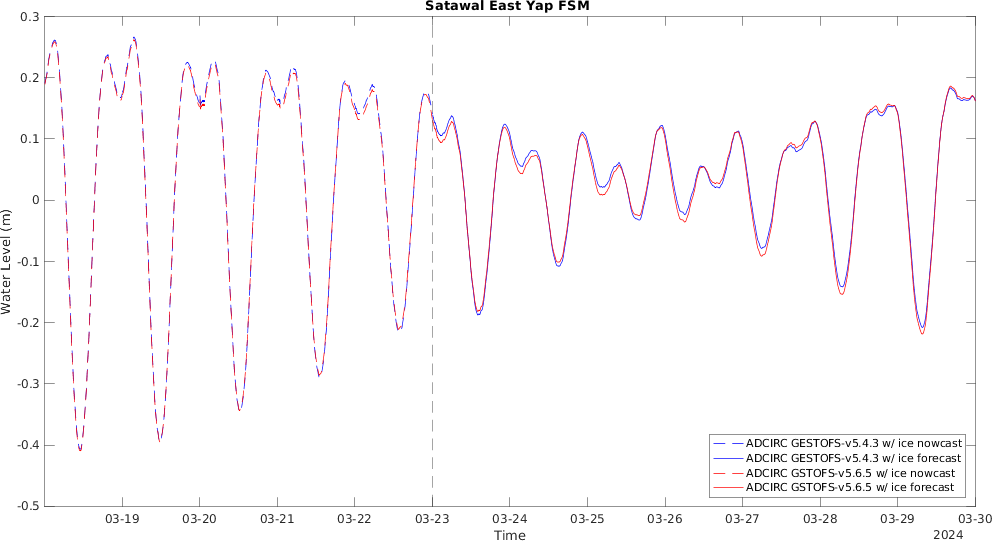 Satawal East Yap FSM
0.3
0.2
0.1
0
-0.1
-0.2
-0.3
-0.4
-0.5
Water Level (m)
ADCIRC GESTOFS-v5.4.3 w/ ice nowcast
ADCIRC GESTOFS-v5.4.3 w/ ice forecast
ADCIRC GSTOFS-v5.6.5 w/ ice nowcast
ADCIRC GSTOFS-v5.6.5 w/ ice forecast
03-19 03-20 03-21 03-22 03-23 03-24 03-25 03-26 03-27 03-28 03-29 03-30
Time
2024